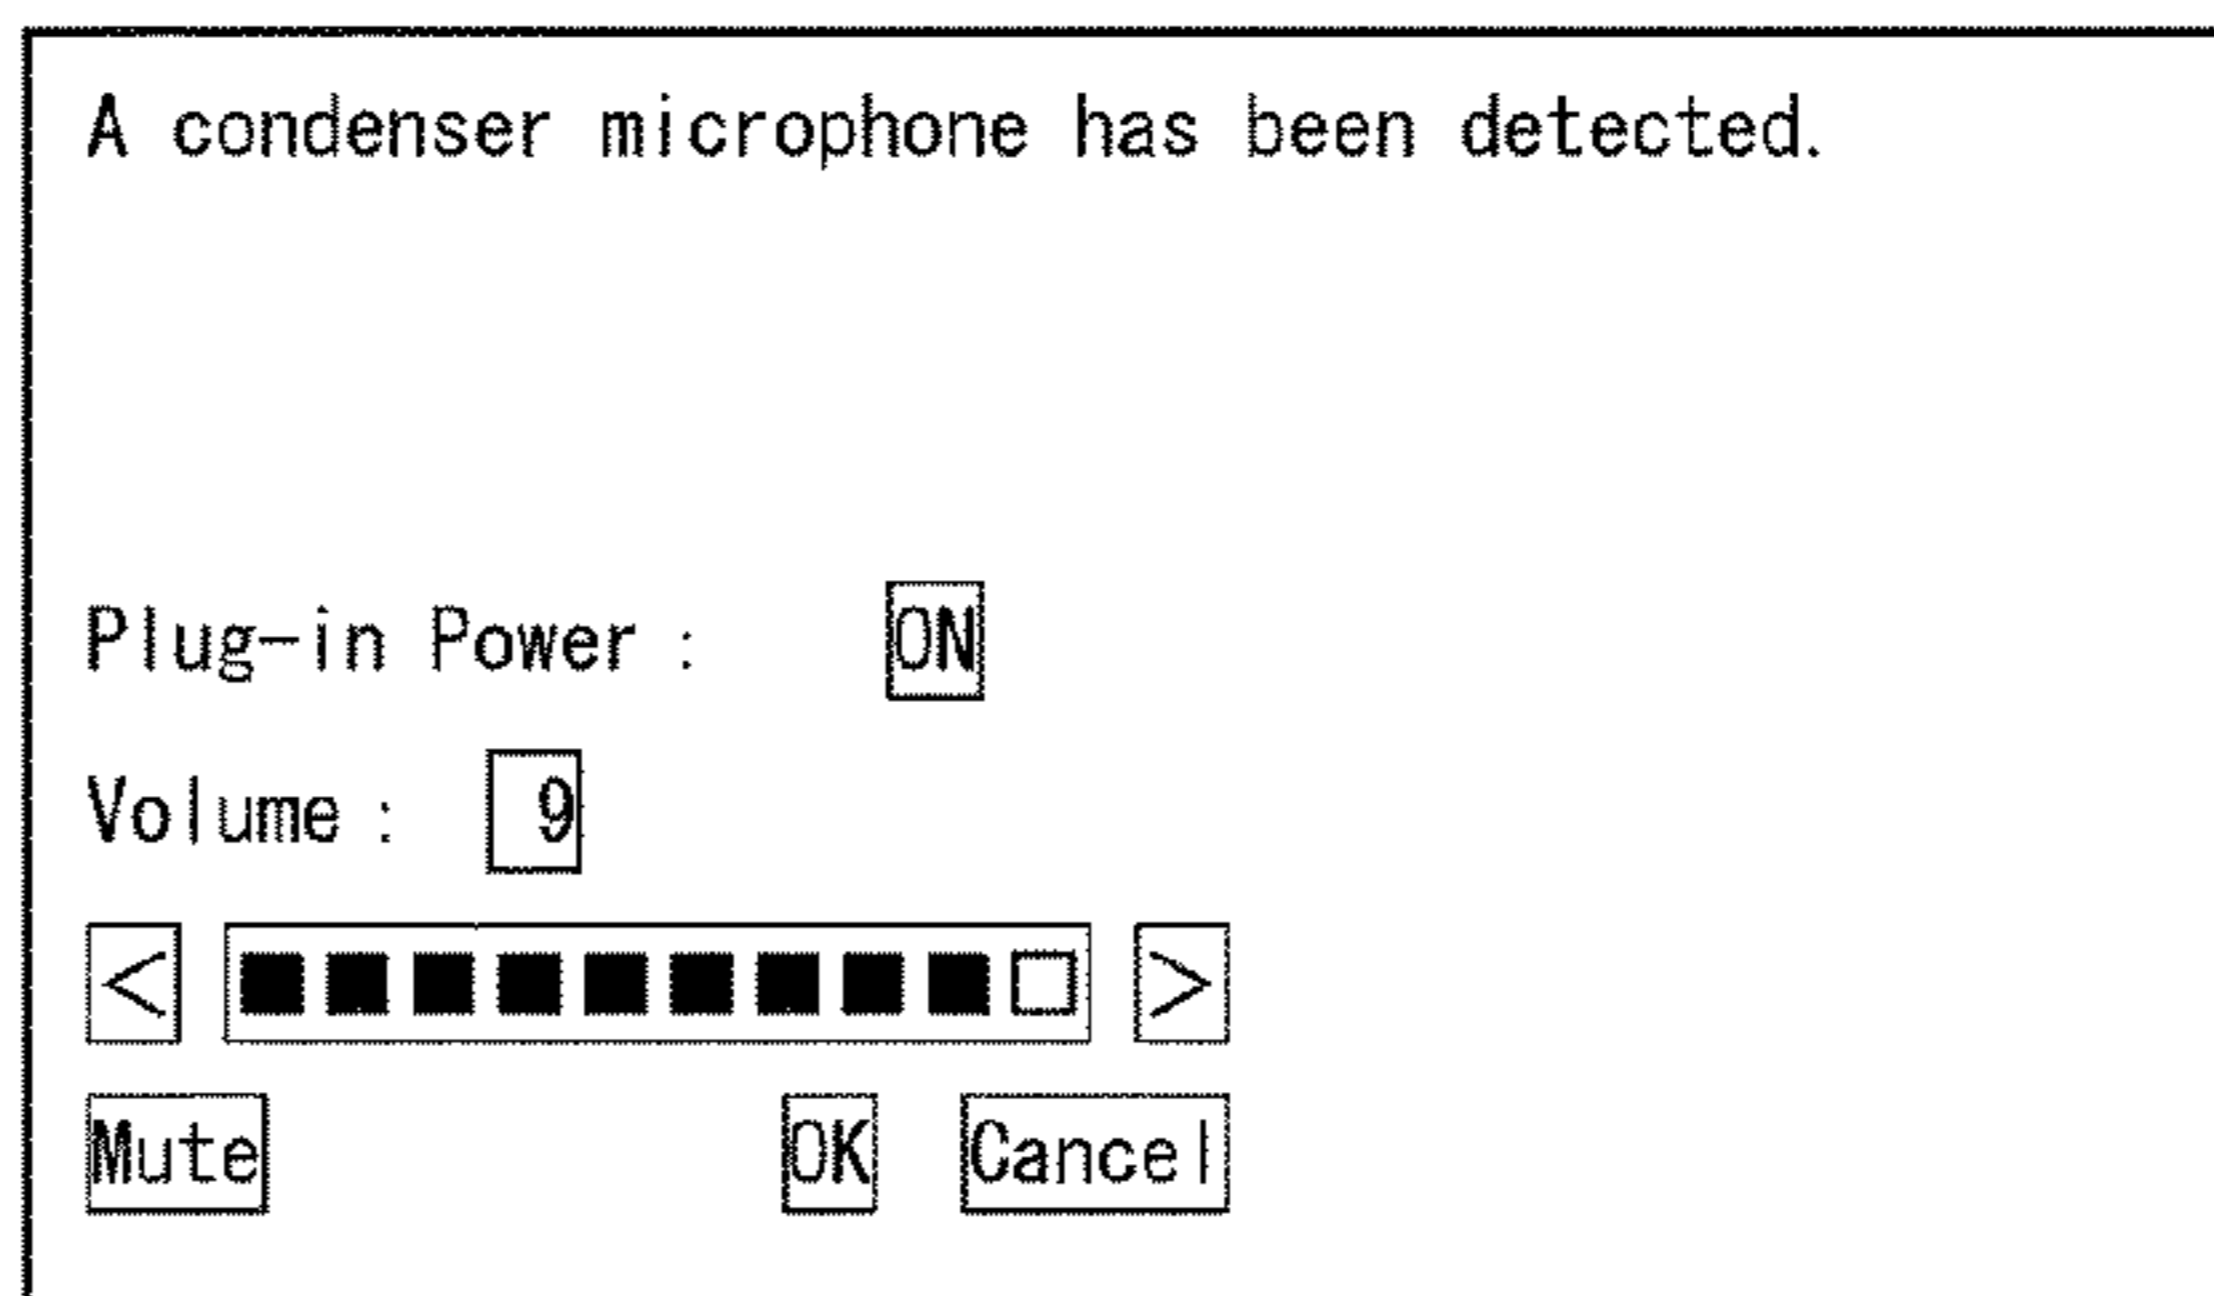 A condenser microphone has been detected.
Plug-in Power : ON
Volume : 9
< ■■■■■■■■■□ >
Mute OK Cancel